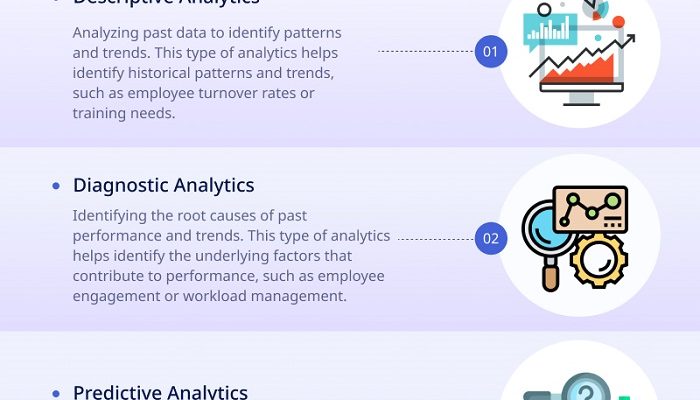 Descriptive Analytics
Analyzing past data to identify patterns
and trends. This type of analytics helps
identify historical patterns and trends,
such as employee turnover rates or
training needs.
01
Diagnostic Analytics
Identifying the root causes of past
performance and trends. This type of analytics
helps identify the underlying factors that
contribute to performance, such as employee
engagement or workload management.
02
Predictive Analytics
?